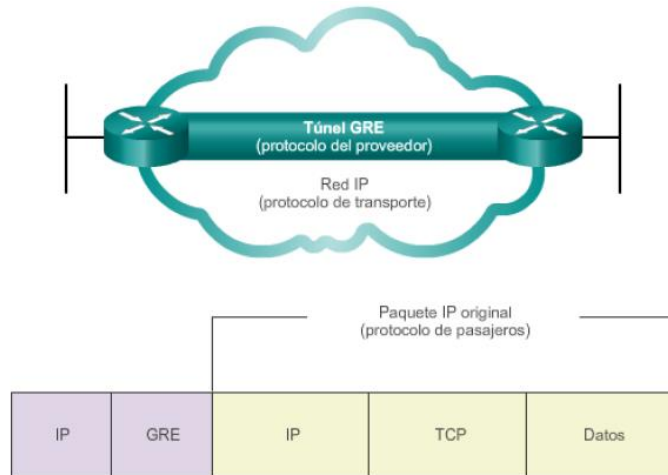 Túnel GRE
(protocolo del proveedor)
Red IP
(protocolo de transporte)
Paquete IP original
(protocolo de pasajeros)
IP GRE IP TCP Datos